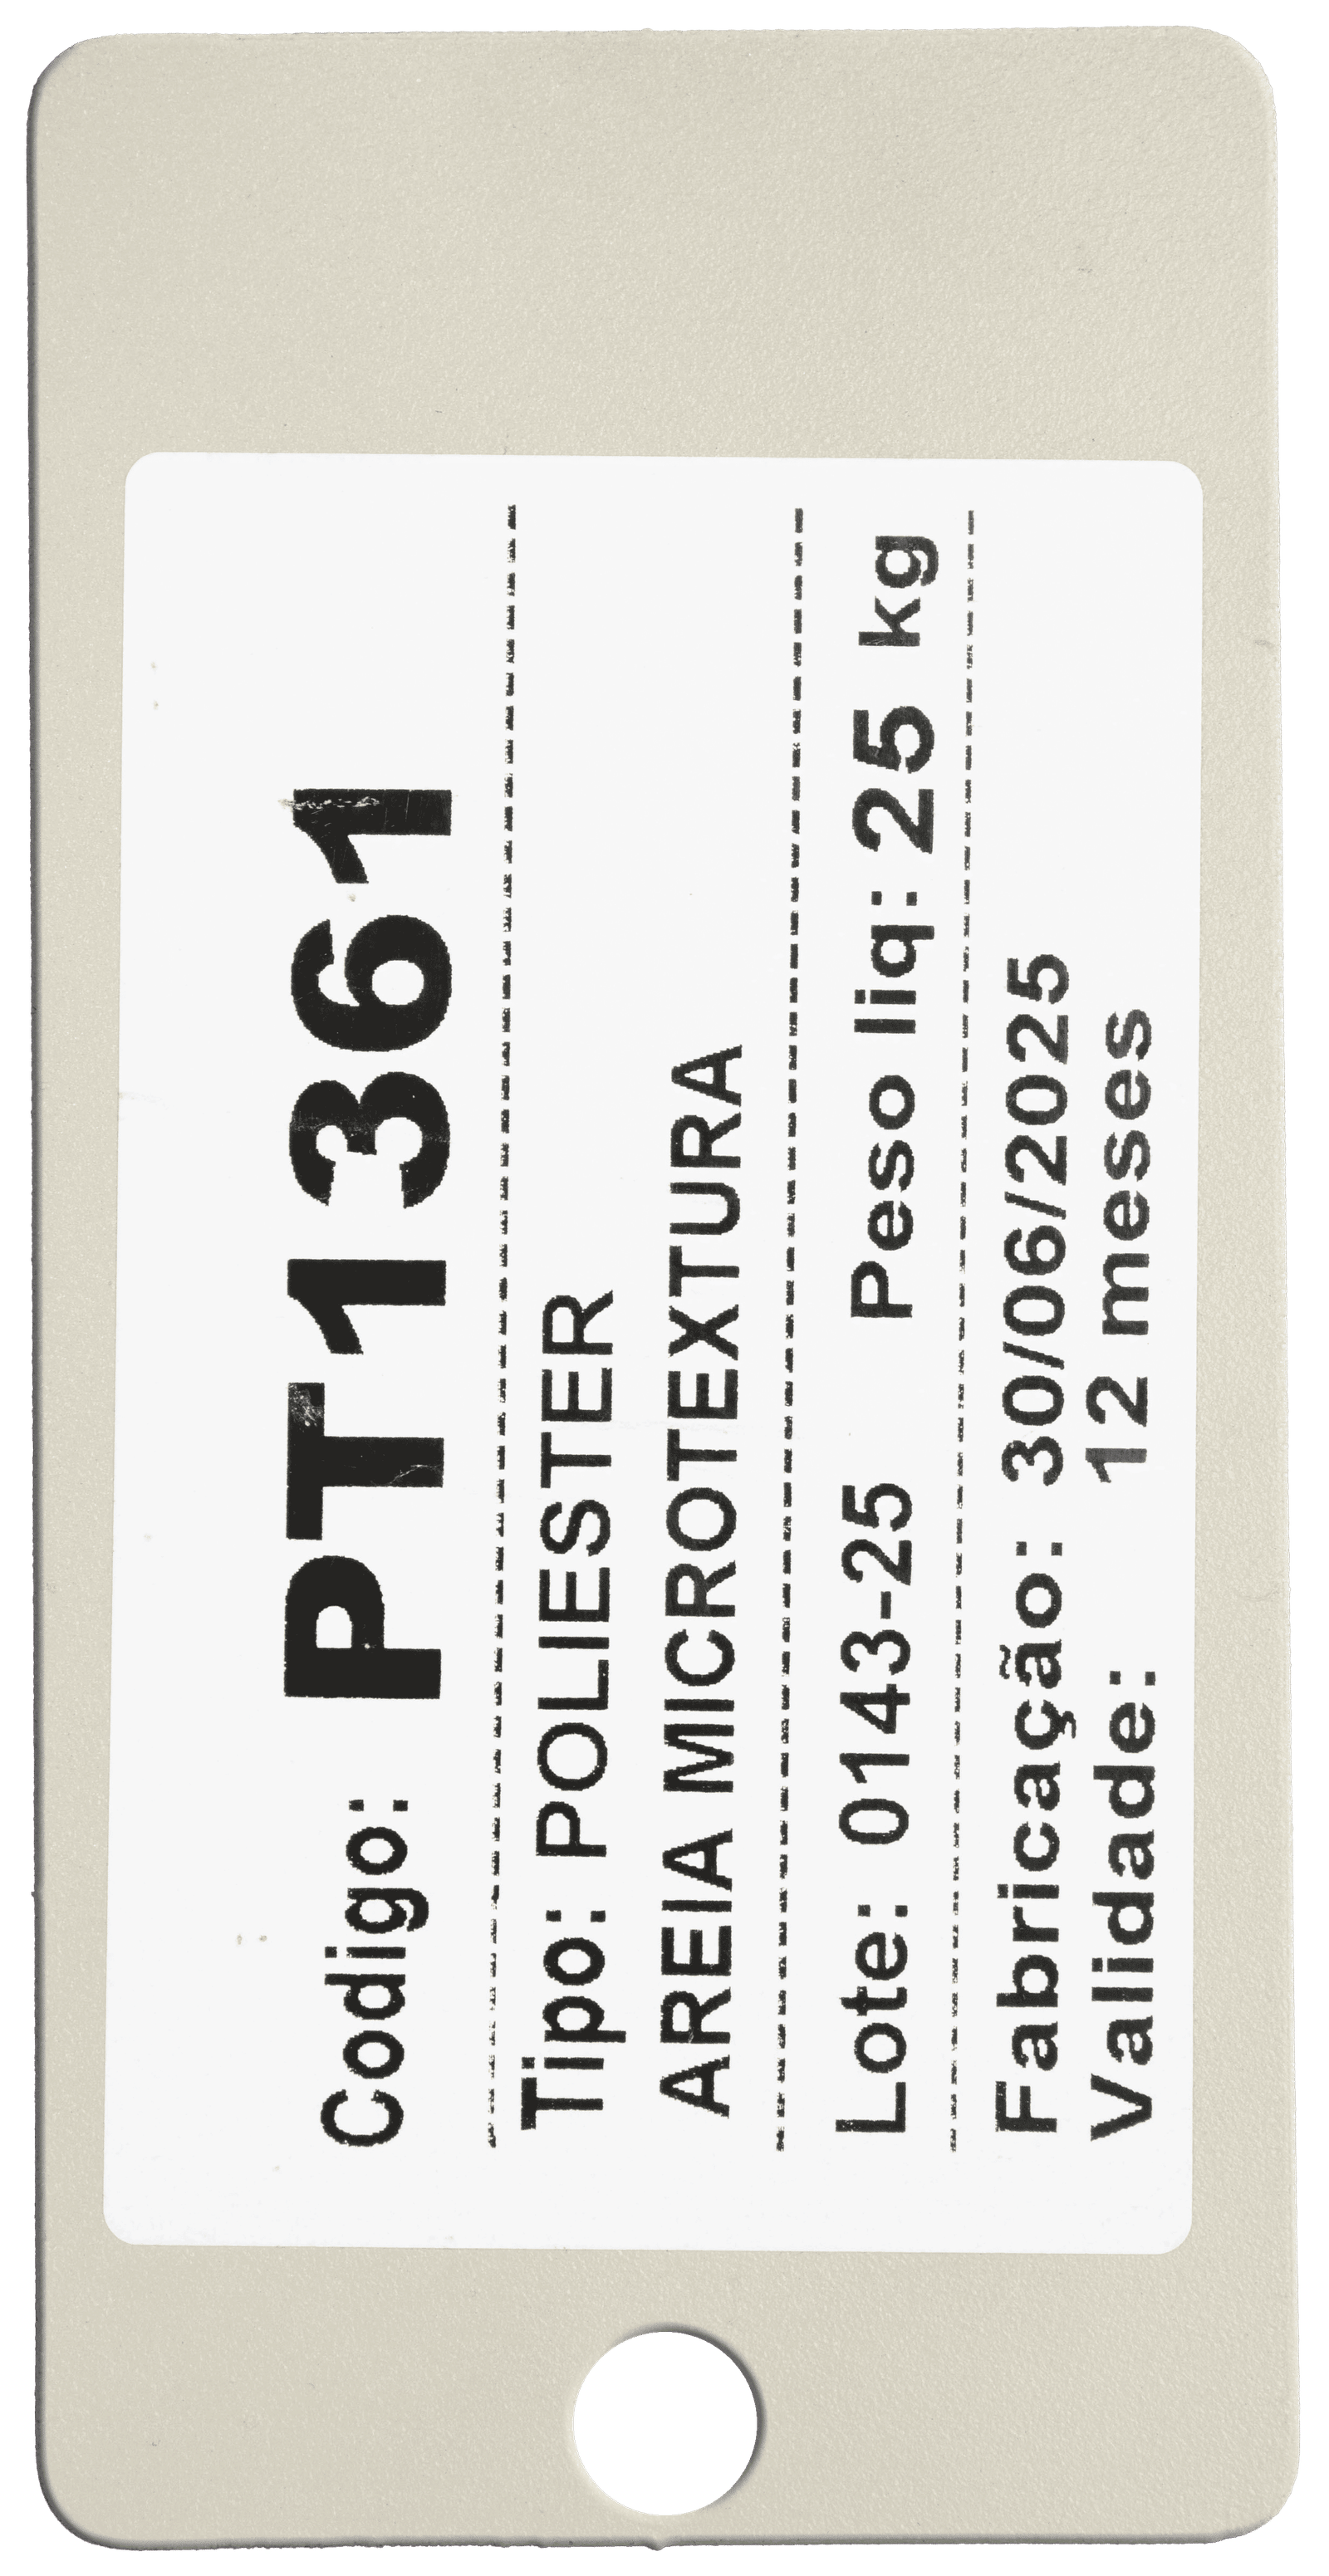 Codigo: PT1361
Tipo: POLIESTER
AREIA MICROTEXTURA
Lote: 0143-25 Peso liq: 25 kg
Fabricação: 30/06/2025
Validade: 12 meses